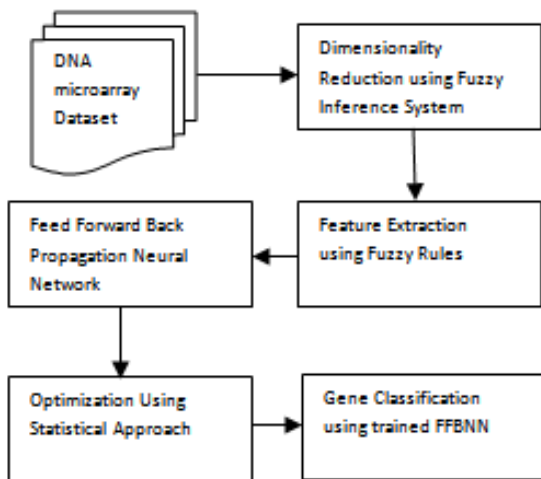 DNA
microarray
Dataset
Dimensionality
Reduction using Fuzzy
Inference System
Feature Extraction
using Fuzzy Rules
Feed Forward Back
Propagation Neural
Network
Optimization Using
Statistical Approach
Gene Classification
using trained FFBNN